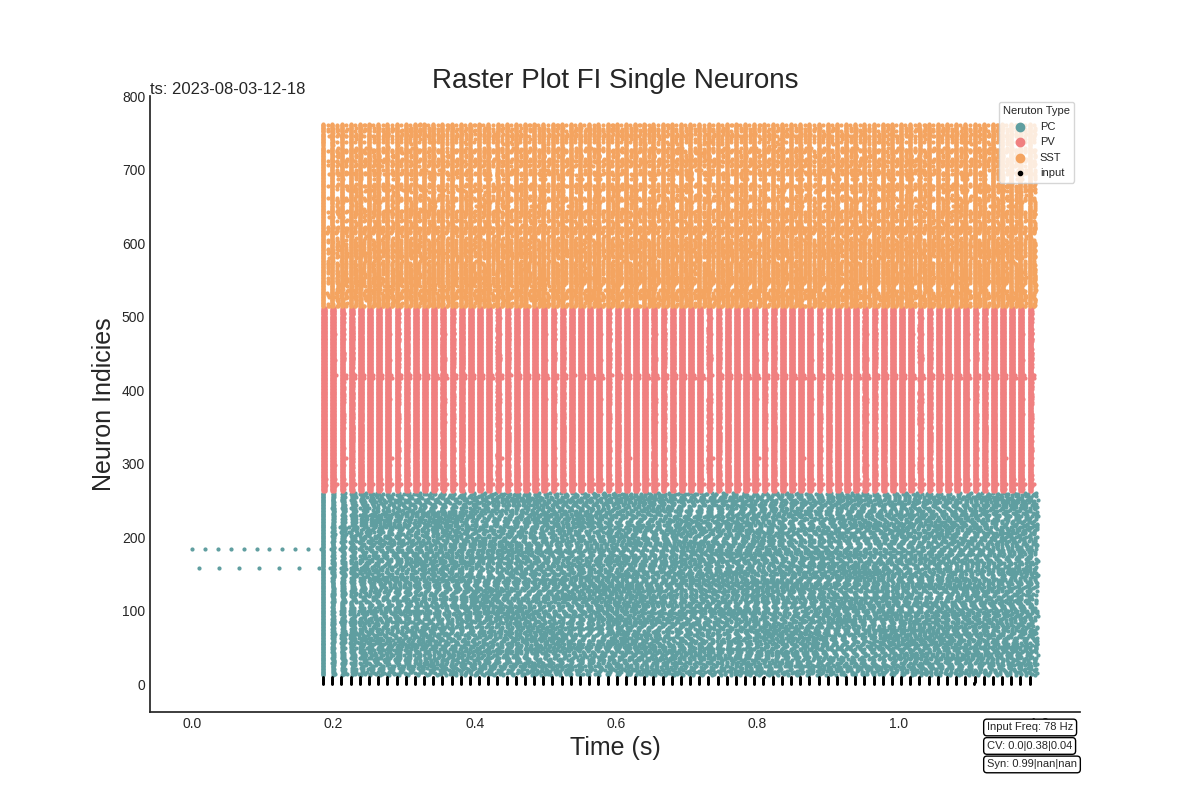 Raster Plot FI Single Neurons
ts: 2023-08-03-12-18
Neruton Type
PC
PV
SST
input
800
700
600
500
400
300
200
100
0
Neuron Indicies
0.0 0.2 0.4 0.6 0.8 1.0
Time (s)
Input Freq: 78 Hz
CV: 0.0|0.38|0.04
Syn: 0.99|nan|nan